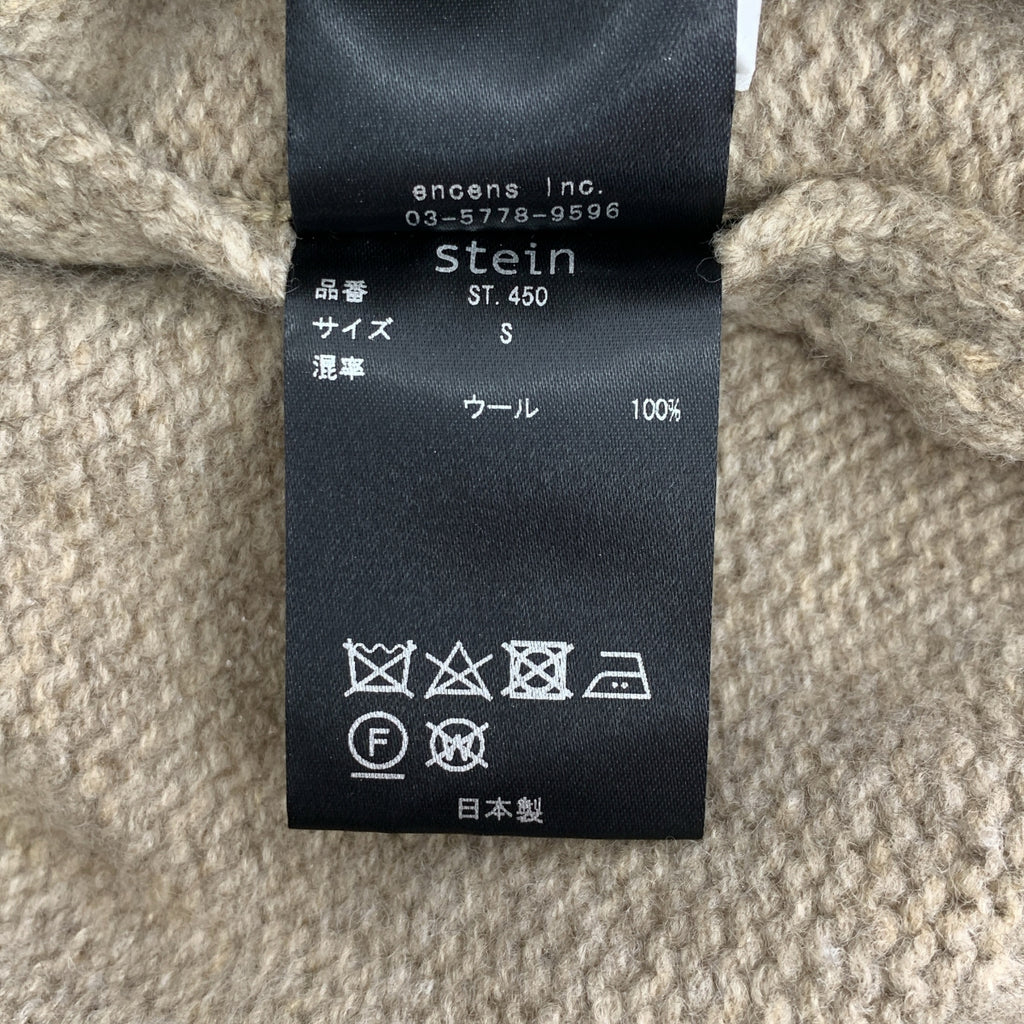 encens Inc.
03-5778-9596
stein
品番 ST.450
サイズ S
混率
ウール 100%
F
W
日本製